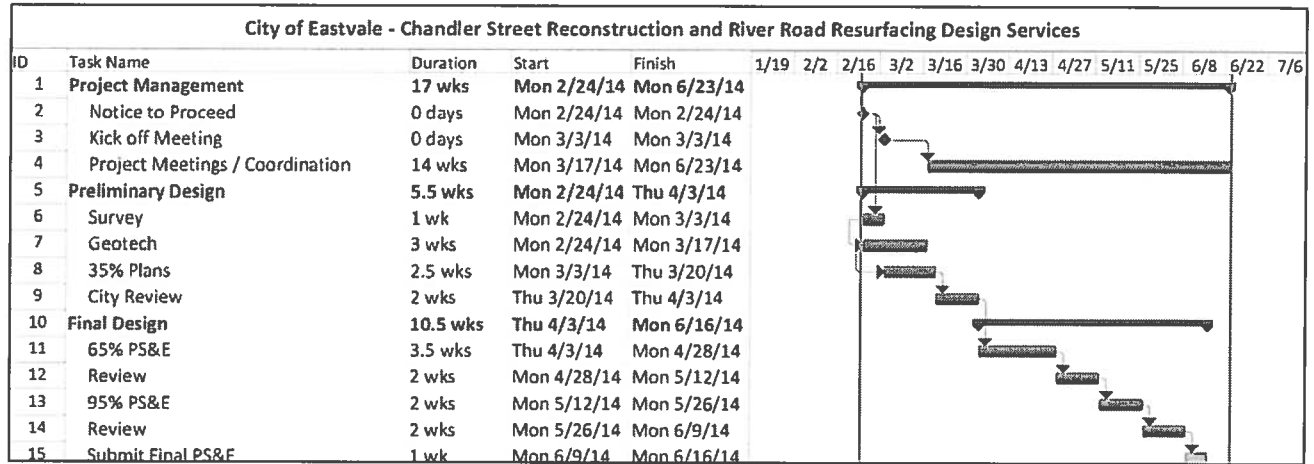 City of Eastvale - Chandler Street Reconstruction and River Road Resurfacing Design Services
ID Task Name Duration Start Finish 1/19 2/2 2/16 3/2 3/16 3/30 4/13 4/27 5/11 5/25 6/8 6/22 7/6
1 Project Management 17 wks Mon 2/24/14 Mon 6/23/14
2 Notice to Proceed 0 days Mon 2/24/14 Mon 2/24/14
3 Kick off Meeting 0 days Mon 3/3/14 Mon 3/3/14
4 Project Meetings / Coordination 14 wks Mon 3/17/14 Mon 6/23/14
5 Preliminary Design 5.5 wks Mon 2/24/14 Thu 4/3/14
6 Survey 1 wk Mon 2/24/14 Mon 3/3/14
7 Geotech 3 wks Mon 2/24/14 Mon 3/17/14
8 35% Plans 2.5 wks Mon 3/3/14 Thu 3/20/14
9 City Review 2 wks Thu 3/20/14 Thu 4/3/14
10 Final Design 10.5 wks Thu 4/3/14 Mon 6/16/14
11 65% PS&E 3.5 wks Thu 4/3/14 Mon 4/28/14
12 Review 2 wks Mon 4/28/14 Mon 5/12/14
13 95% PS&E 2 wks Mon 5/12/14 Mon 5/26/14
14 Review 2 wks Mon 5/26/14 Mon 6/9/14
15 Submit Final PS&E 1 wk Mon 6/9/14 Mon 6/16/14